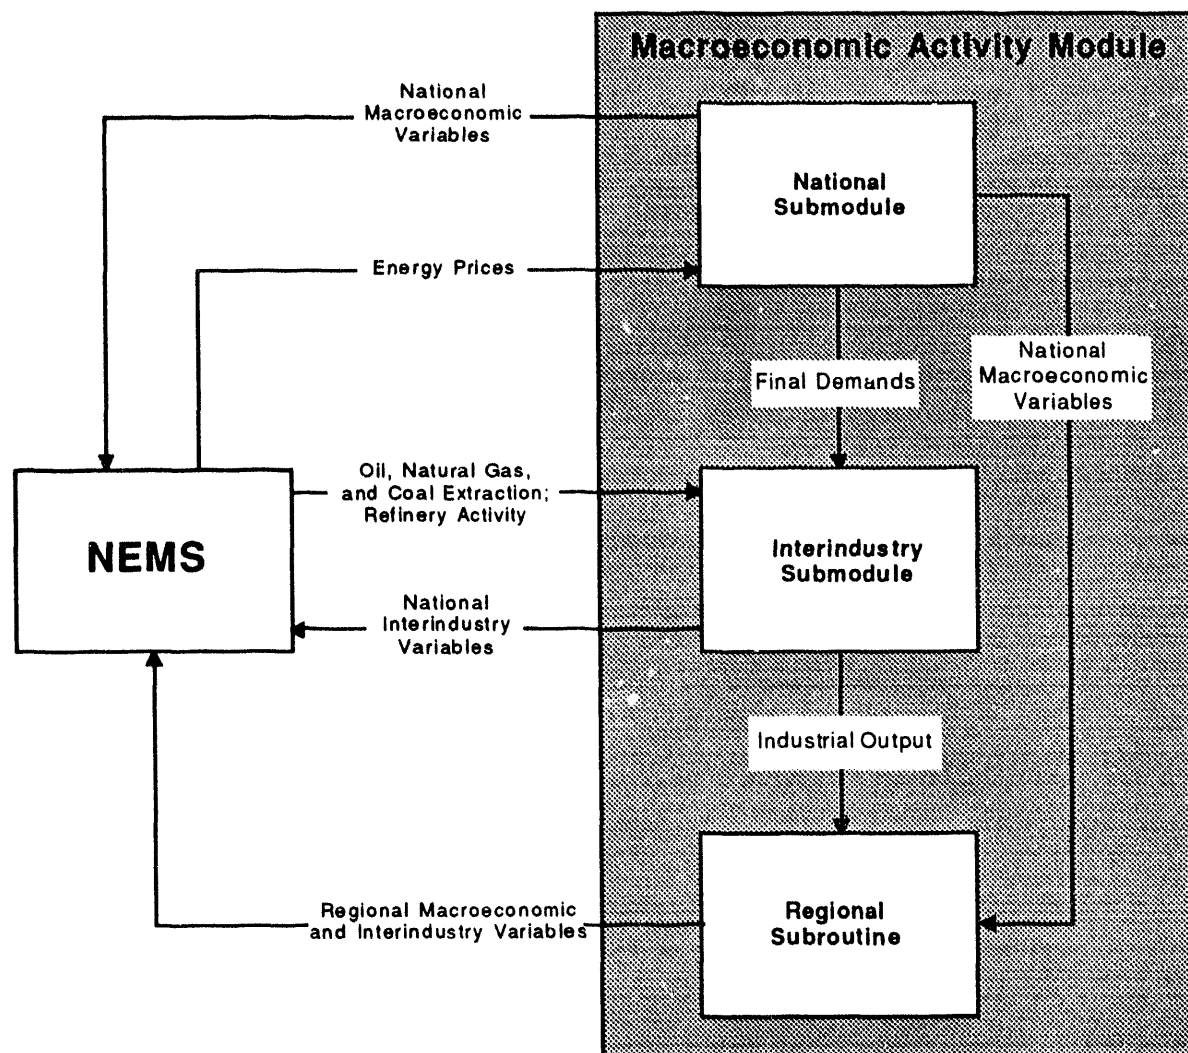 Macroeconomic Activity Module
National
Macroeconomic
Variables
National
Submodule
Energy Prices
Final Demands
National
Macroeconomic
Variables
Oil, Natural Gas,
and Coal Extraction;
Refinery Activity
NEMS
Interindustry
Submodule
National
Interindustry
Variables
Industrial Output
Regional Macroeconomic
and Interindustry Variables
Regional
Subroutine